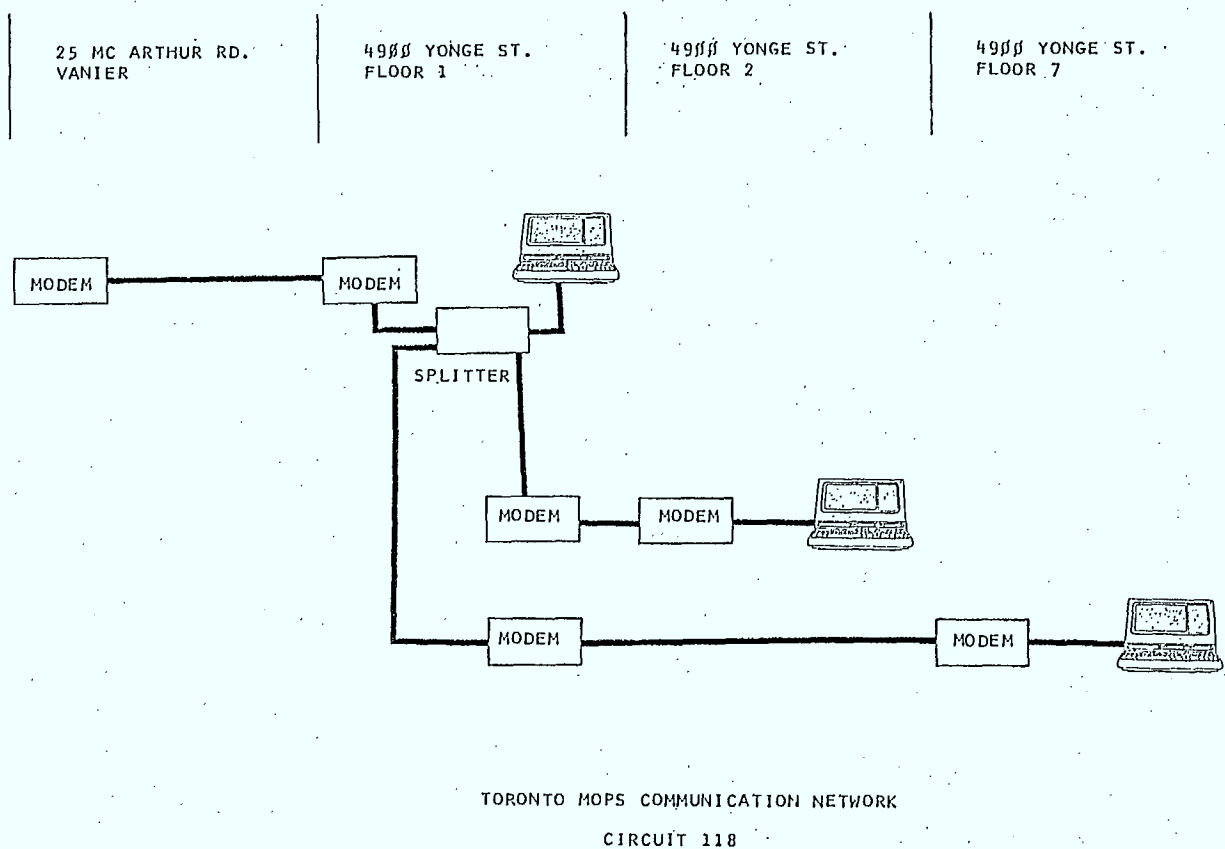 25 MC ARTHUR RD.
VANIER
49ØØ YONGE ST.
FLOOR 1
49ØØ YONGE ST.
FLOOR 2
49ØØ YONGE ST.
FLOOR 7
MODEM
MODEM
SPLITTER
MODEM
MODEM
MODEM
MODEM
TORONTO MOPS COMMUNICATION NETWORK
CIRCUIT 118